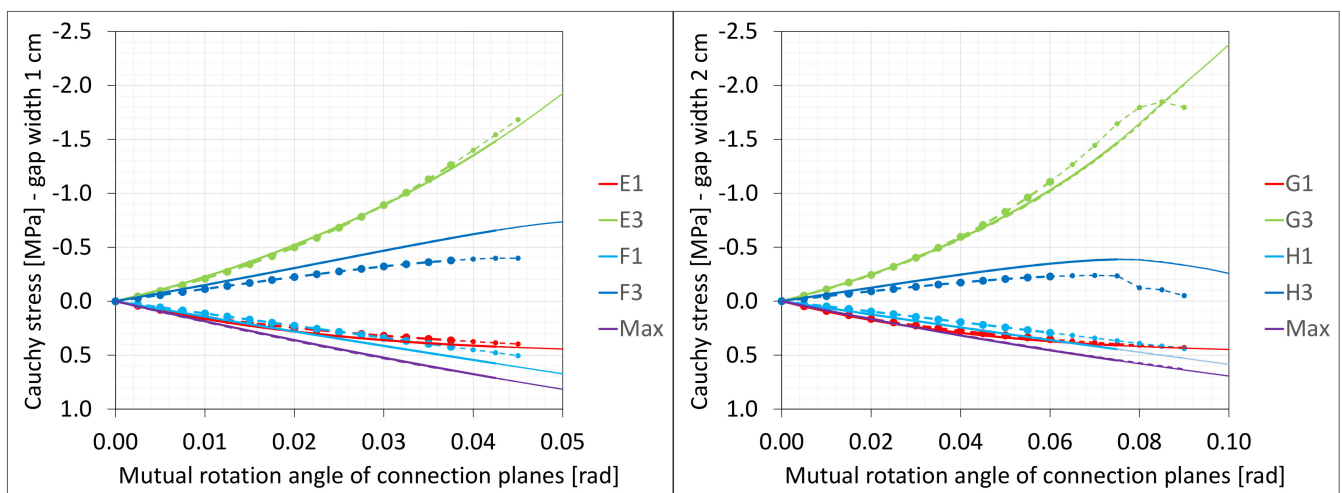 Cauchy stress [MPa] - gap width 1 cm
-2.5
-2.0
-1.5
-1.0
-0.5
0.0
0.5
1.0
0.00 0.01 0.02 0.03 0.04 0.05
Mutual rotation angle of connection planes [rad]
E1
E3
F1
F3
Max
Cauchy stress [MPa] - gap width 2 cm
-2.5
-2.0
-1.5
-1.0
-0.5
0.0
0.5
1.0
0.00 0.02 0.04 0.06 0.08 0.10
Mutual rotation angle of connection planes [rad]
G1
G3
H1
H3
Max